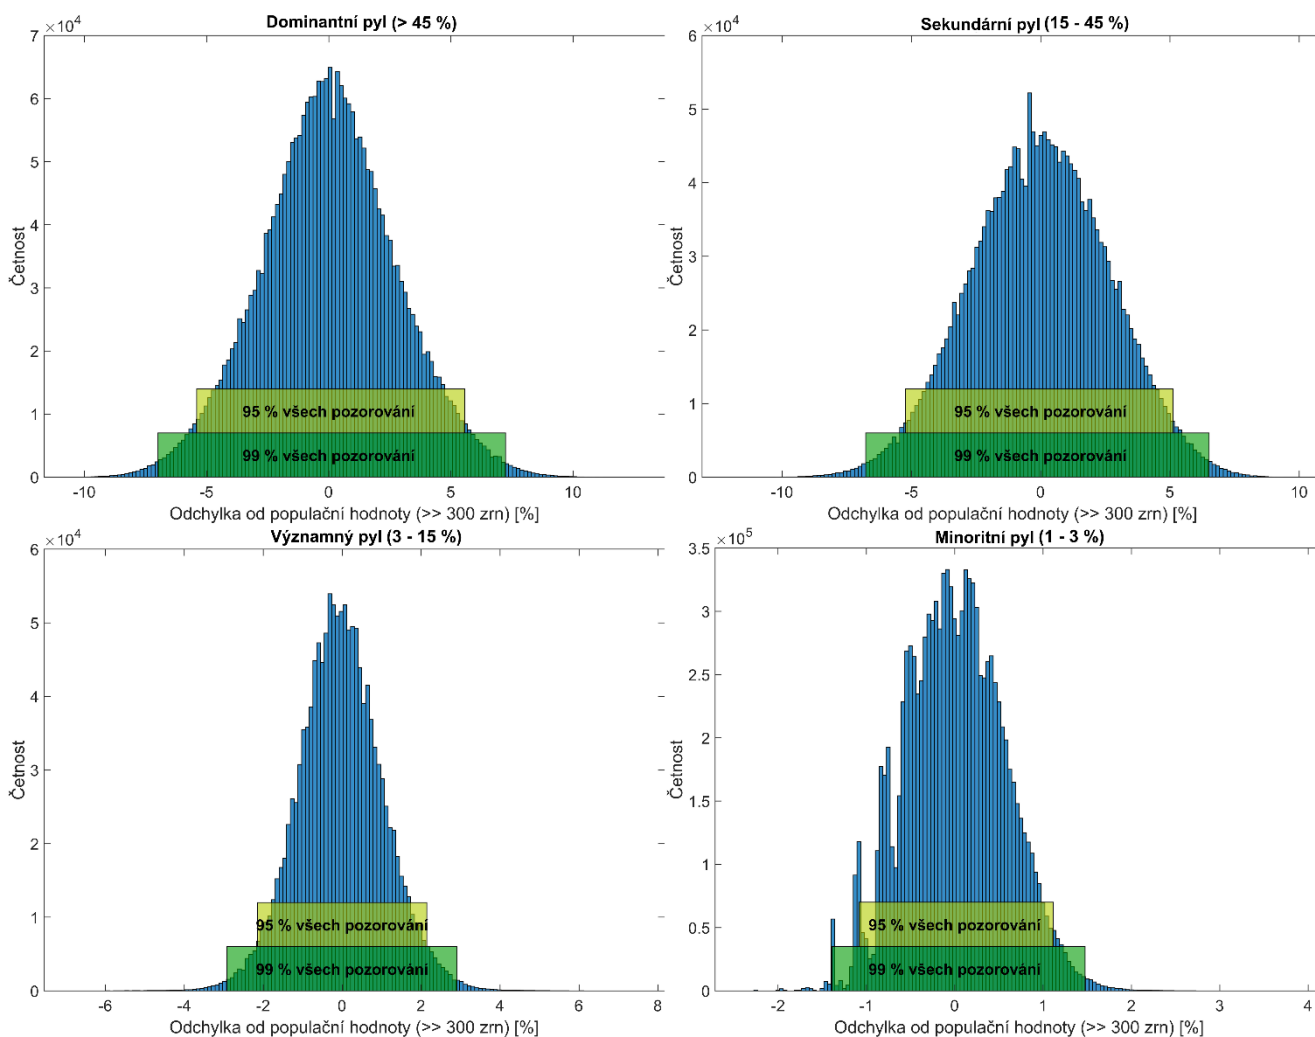 Dominantní pyl (> 45 %)
×10⁴
7
6
5
4
3
2
1
0
Četnost
95 % všech pozorování
99 % všech pozorování
-10
-5
0
5
10
Odchylka od populační hodnoty (>> 300 zrn) [%]
Sekundární pyl (15 - 45 %)
×10⁴
6
5
4
3
2
1
0
Četnost
95 % všech pozorování
99 % všech pozorování
-10
-5
0
5
10
Odchylka od populační hodnoty (>> 300 zrn) [%]
Významný pyl (3 - 15 %)
×10⁴
6
5
4
3
2
1
0
Četnost
95 % všech pozorování
99 % všech pozorování
-6
-4
-2
0
2
4
6
8
Odchylka od populační hodnoty (>> 300 zrn) [%]
Minoritní pyl (1 - 3 %)
×10⁵
3.5
3
2.5
2
1.5
1
0.5
0
Četnost
95 % všech pozorování
99 % všech pozorování
-2
-1
0
1
2
3
4
Odchylka od populační hodnoty (>> 300 zrn) [%]